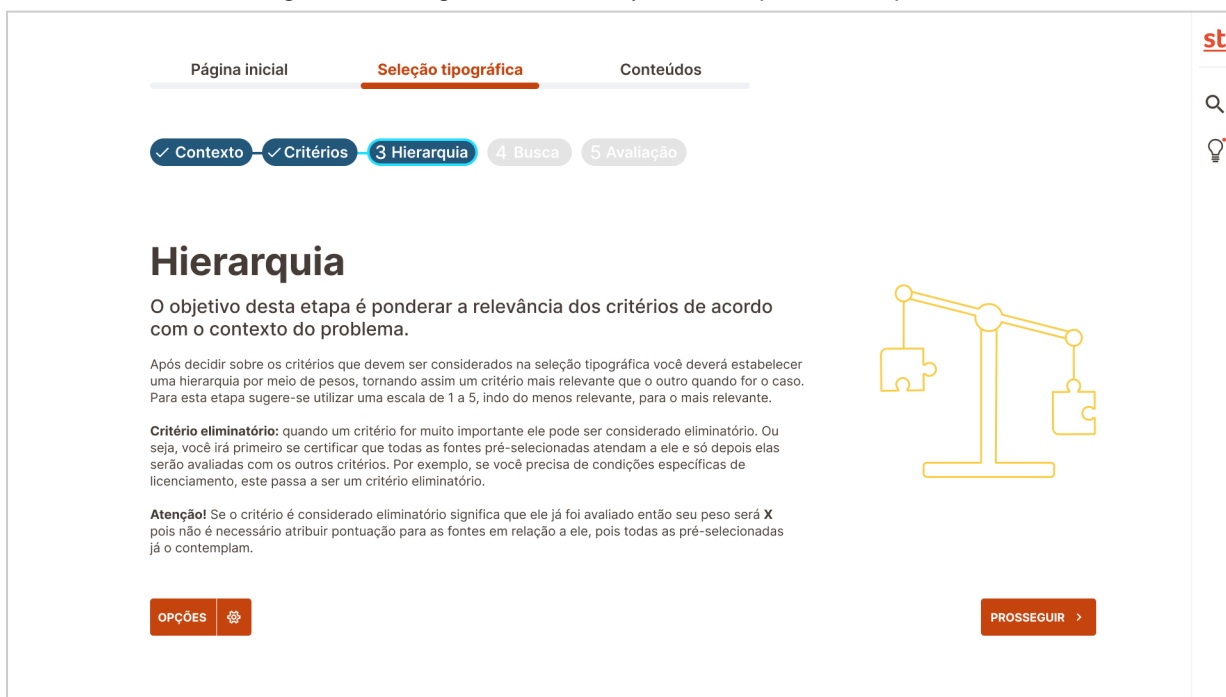 st
Página inicial
Seleção tipográfica
Conteúdos
Contexto
Critérios
3 Hierarquia
4 Busca
5 Avaliação
Hierarquia
O objetivo desta etapa é ponderar a relevância dos critérios de acordo
com o contexto do problema.
Após decidir sobre os critérios que devem ser considerados na seleção tipográfica você deverá estabelecer
uma hierarquia por meio de pesos, tornando assim um critério mais relevante que o outro quando for o caso.
Para esta etapa sugere-se utilizar uma escala de 1 a 5, indo do menos relevante, para o mais relevante.
Critério eliminatório: quando um critério for muito importante ele pode ser considerado eliminatório. Ou
seja, você irá primeiro se certificar que todas as fontes pré-selecionadas atendam a ele e só depois elas
serão avaliadas com os outros critérios. Por exemplo, se você precisa de condições específicas de
licenciamento, este passa a ser um critério eliminatório.
Atenção! Se o critério é considerado eliminatório significa que ele já foi avaliado então seu peso será X
pois não é necessário atribuir pontuação para as fontes em relação a ele, pois todas as pré-selecionadas
já o contemplam.
OPÇÕES
PROSSEGUIR